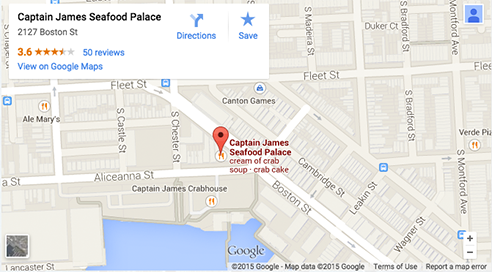 Captain James Seafood Palace
2127 Boston St
3.6 50 reviews
View on Google Maps
Directions
Save
S Madeira St
Duker Ct
S Bradford St
Montford Ave
Fleet St
Fleet St
Canton Games
Ale Mary's
S Castle St
S Chester St
S Bradford St
Verde Piz
Captain James
Seafood Palace
cream of crab
soup · crab cake
Aliceanna St
Cambridge St
Captain James Crabhouse
Boston St
Leakin St
S Montford Ave
Wagner St
Lancaster St
Google
©2015 Google - Map data ©2015 Google
Terms of Use
Report a map error
+
-